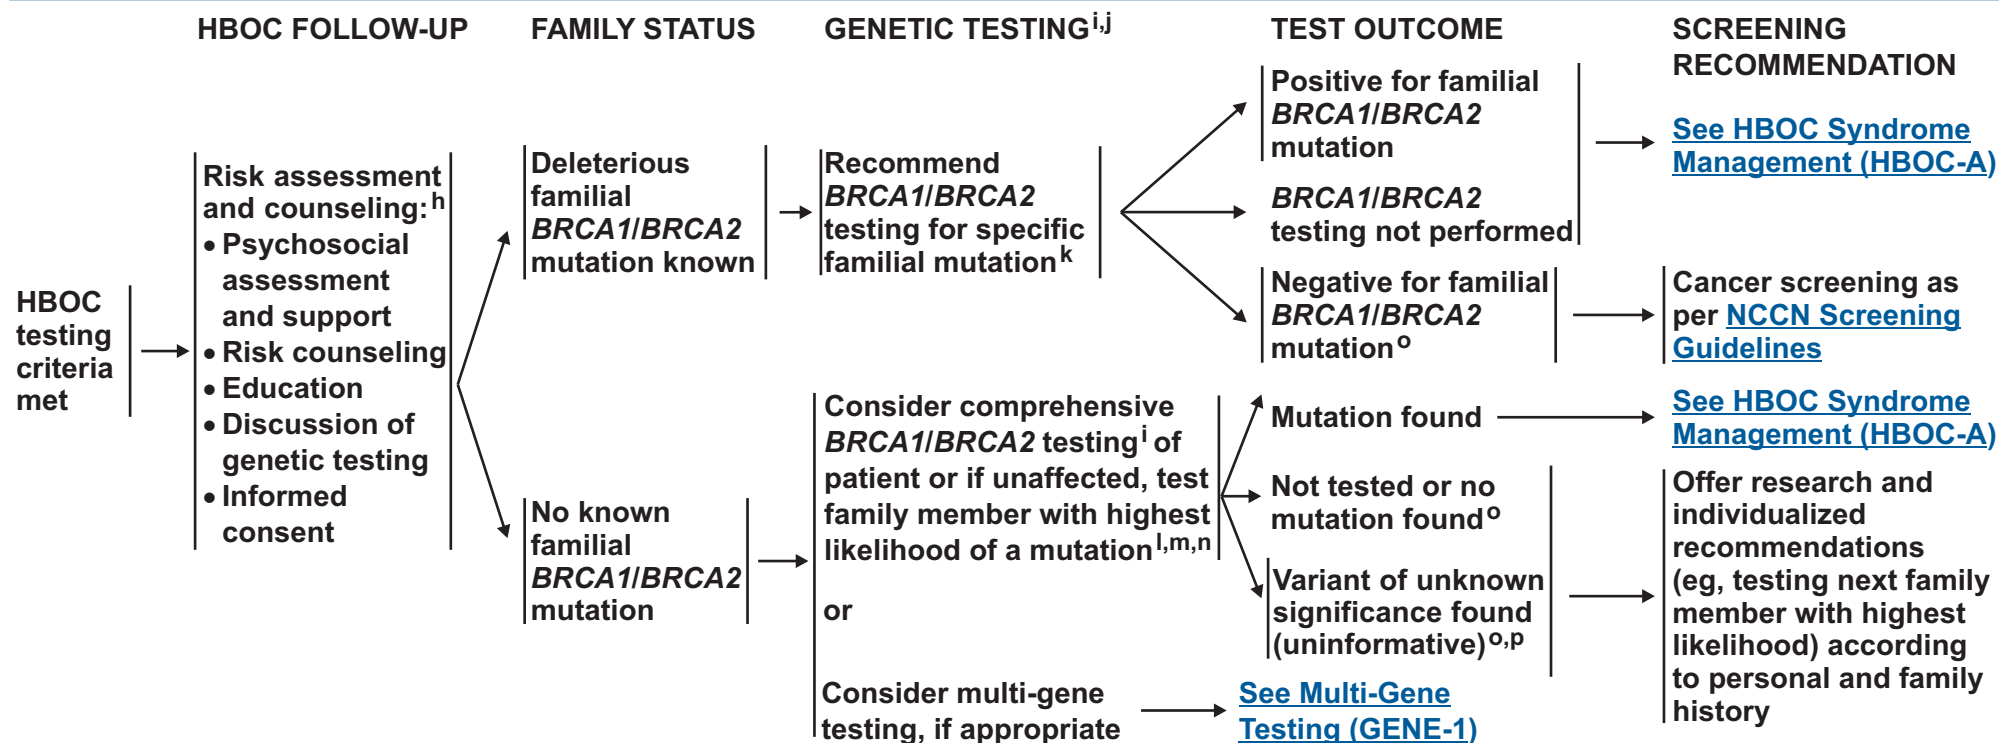 HBOC FOLLOW-UP
FAMILY STATUS
GENETIC TESTING i,j
TEST OUTCOME
SCREENING
RECOMMENDATION
HBOC
testing
criteria
met
Risk assessment
and counseling: h
• Psychosocial
assessment
and support
• Risk counseling
• Education
• Discussion of
genetic testing
• Informed
consent
Deleterious
familial
BRCA1/BRCA2
mutation known
Recommend
BRCA1/BRCA2
testing for specific
familial mutation k
Positive for familial
BRCA1/BRCA2
mutation
BRCA1/BRCA2
testing not performed
See HBOC Syndrome
Management (HBOC-A)
Negative for familial
BRCA1/BRCA2
mutation o
Cancer screening as
per NCCN Screening
Guidelines
No known
familial
BRCA1/BRCA2
mutation
Consider comprehensive
BRCA1/BRCA2 testing i of
patient or if unaffected, test
family member with highest
likelihood of a mutation l,m,n
or
Consider multi-gene
testing, if appropriate
Mutation found
See HBOC Syndrome
Management (HBOC-A)
Not tested or no
mutation found o
Variant of unknown
significance found
(uninformative) o,p
Offer research and
individualized
recommendations
(eg, testing next family
member with highest
likelihood) according
to personal and family
history
See Multi-Gene
Testing (GENE-1)